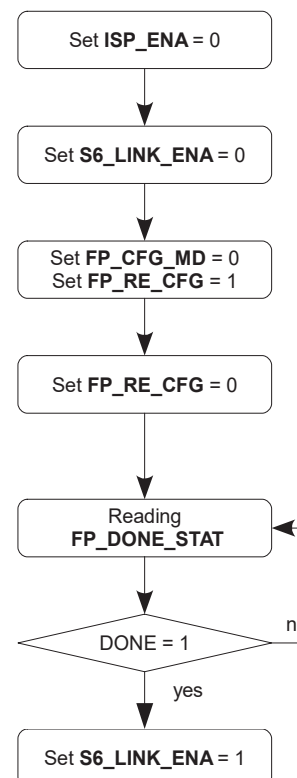 Set ISP_ENA = 0
Set S6_LINK_ENA = 0
Set FP_CFG_MD = 0
Set FP_RE_CFG = 1
Set FP_RE_CFG = 0
Reading
FP_DONE_STAT
DONE = 1
n
yes
Set S6_LINK_ENA = 1